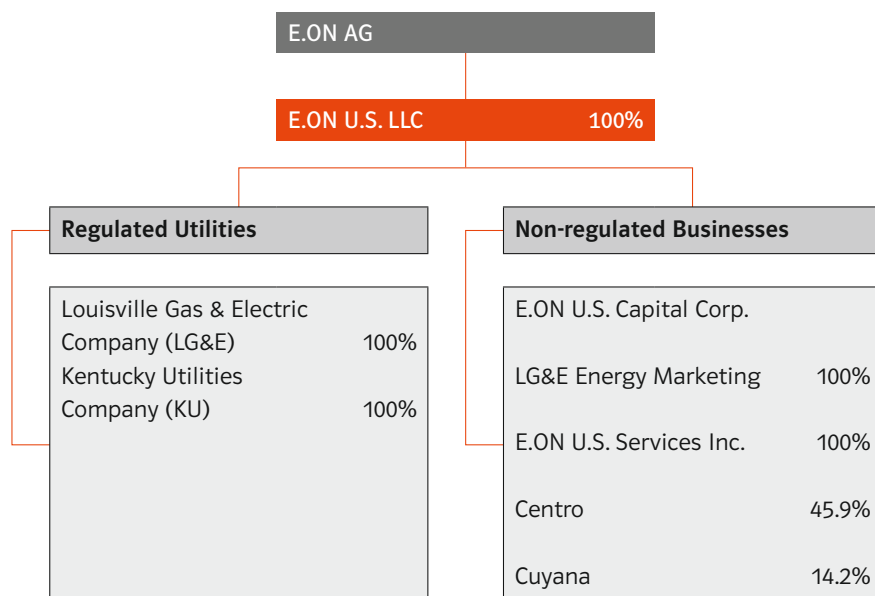 E.ON AG
E.ON U.S. LLC 100%
Regulated Utilities
Louisville Gas & Electric
Company (LG&E) 100%
Kentucky Utilities
Company (KU) 100%
Non-regulated Businesses
E.ON U.S. Capital Corp.
LG&E Energy Marketing 100%
E.ON U.S. Services Inc. 100%
Centro 45.9%
Cuyana 14.2%